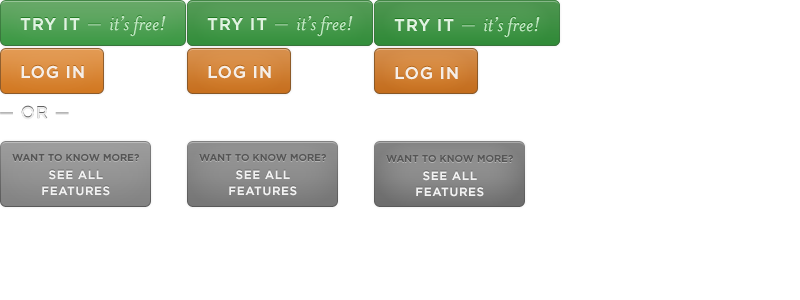 TRY IT — it's free! TRY IT — it's free! TRY IT — it's free!
LOG IN LOG IN LOG IN
— OR —
WANT TO KNOW MORE? WANT TO KNOW MORE? WANT TO KNOW MORE?
SEE ALL SEE ALL SEE ALL
FEATURES FEATURES FEATURES